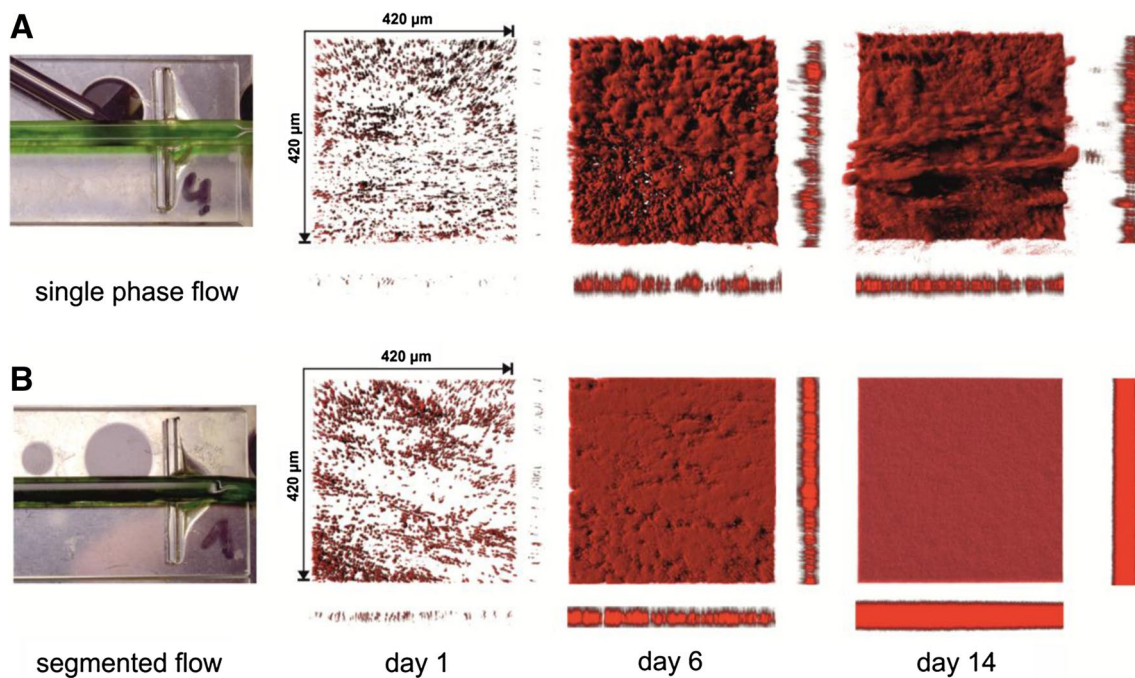 A
420 µm
420 µm
single phase flow
B
420 µm
420 µm
segmented flow
day 1
day 6
day 14